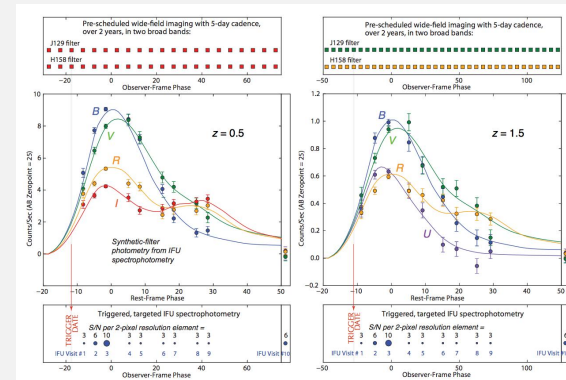 Pre-scheduled wide-field imaging with 5-day cadence,
over 2 years, in two broad bands:
J129 filter
H158 filter
−20 0 20 40 60
Observer-Frame Phase
Counts/Sec (AB Zeropoint = 25)
10
8
6
4
2
0
B
V
R
I
z = 0.5
Synthetic-filter
photometry from IFU
spectrophotometry
−20 −10 0 10 20 30 40 50
Rest-Frame Phase
TRIGGER
DATE
Triggered, targeted IFU spectrophotometry
S/N per 2-pixel resolution element =
3 6 10 3 3 3 3 3 3 6
IFU Visit #1 2 3 4 5 6 7 8 9 IFU Visit #10
−20 0 20 40 60
Observer-Frame Phase
Pre-scheduled wide-field imaging with 5-day cadence,
over 2 years, in two broad bands:
J129 filter
H158 filter
−50 0 50 100
Observer-Frame Phase
Counts/Sec (AB Zeropoint = 25)
1.2
1.0
0.8
0.6
0.4
0.2
0.0
−0.2
B
V
R
U
z = 1.5
−20 −10 0 10 20 30 40 50
Rest-Frame Phase
TRIGGER
DATE
Triggered, targeted IFU spectrophotometry
S/N per 2-pixel resolution element =
3 6 10 3 3 3 3 3 3 6
IFU Visit #1 2 3 4 5 6 7 8 9
−50 0 50 100
Observer-Frame Phase